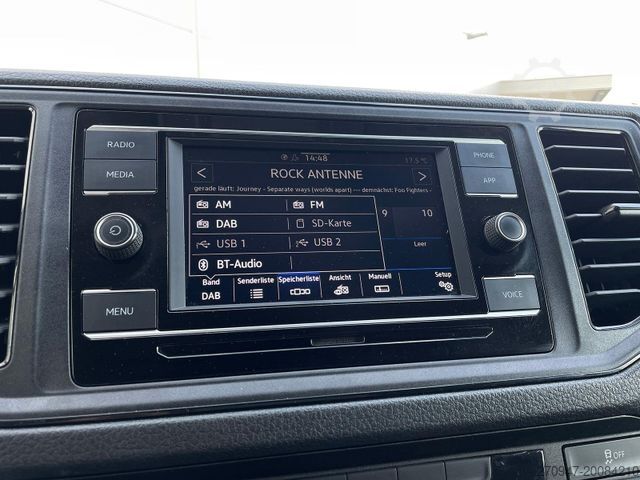 RADIO
MEDIA
MENU
14:48
17.5 °C
< ROCK ANTENNE >
gerade läuft: Journey - Separate ways (worlds apart) --- demnächst: Foo Fighters -
AM FM
DAB SD-Karte
9 10
USB 1 USB 2
Leer
BT-Audio
Band Senderliste Speicherliste Ansicht Manuell Setup
DAB
PHONE
APP
VOICE
OFF